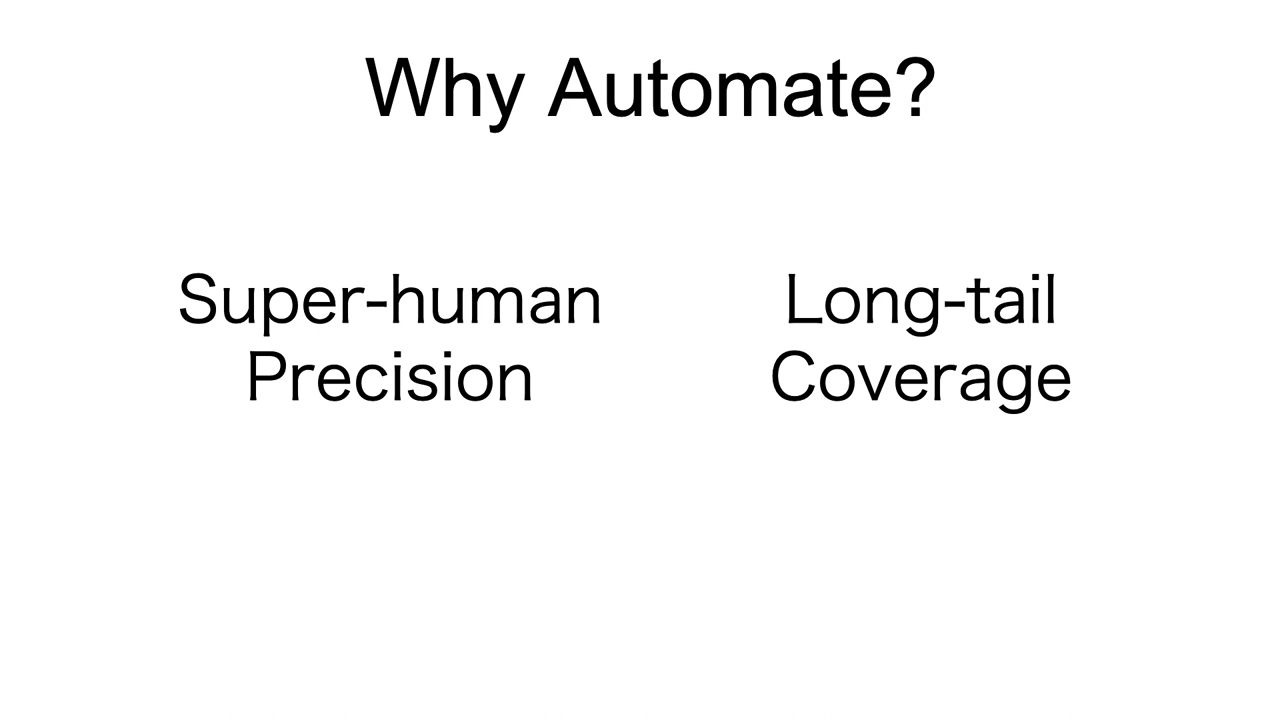 Why Automate?
Super-human
Precision
Long-tail
Coverage